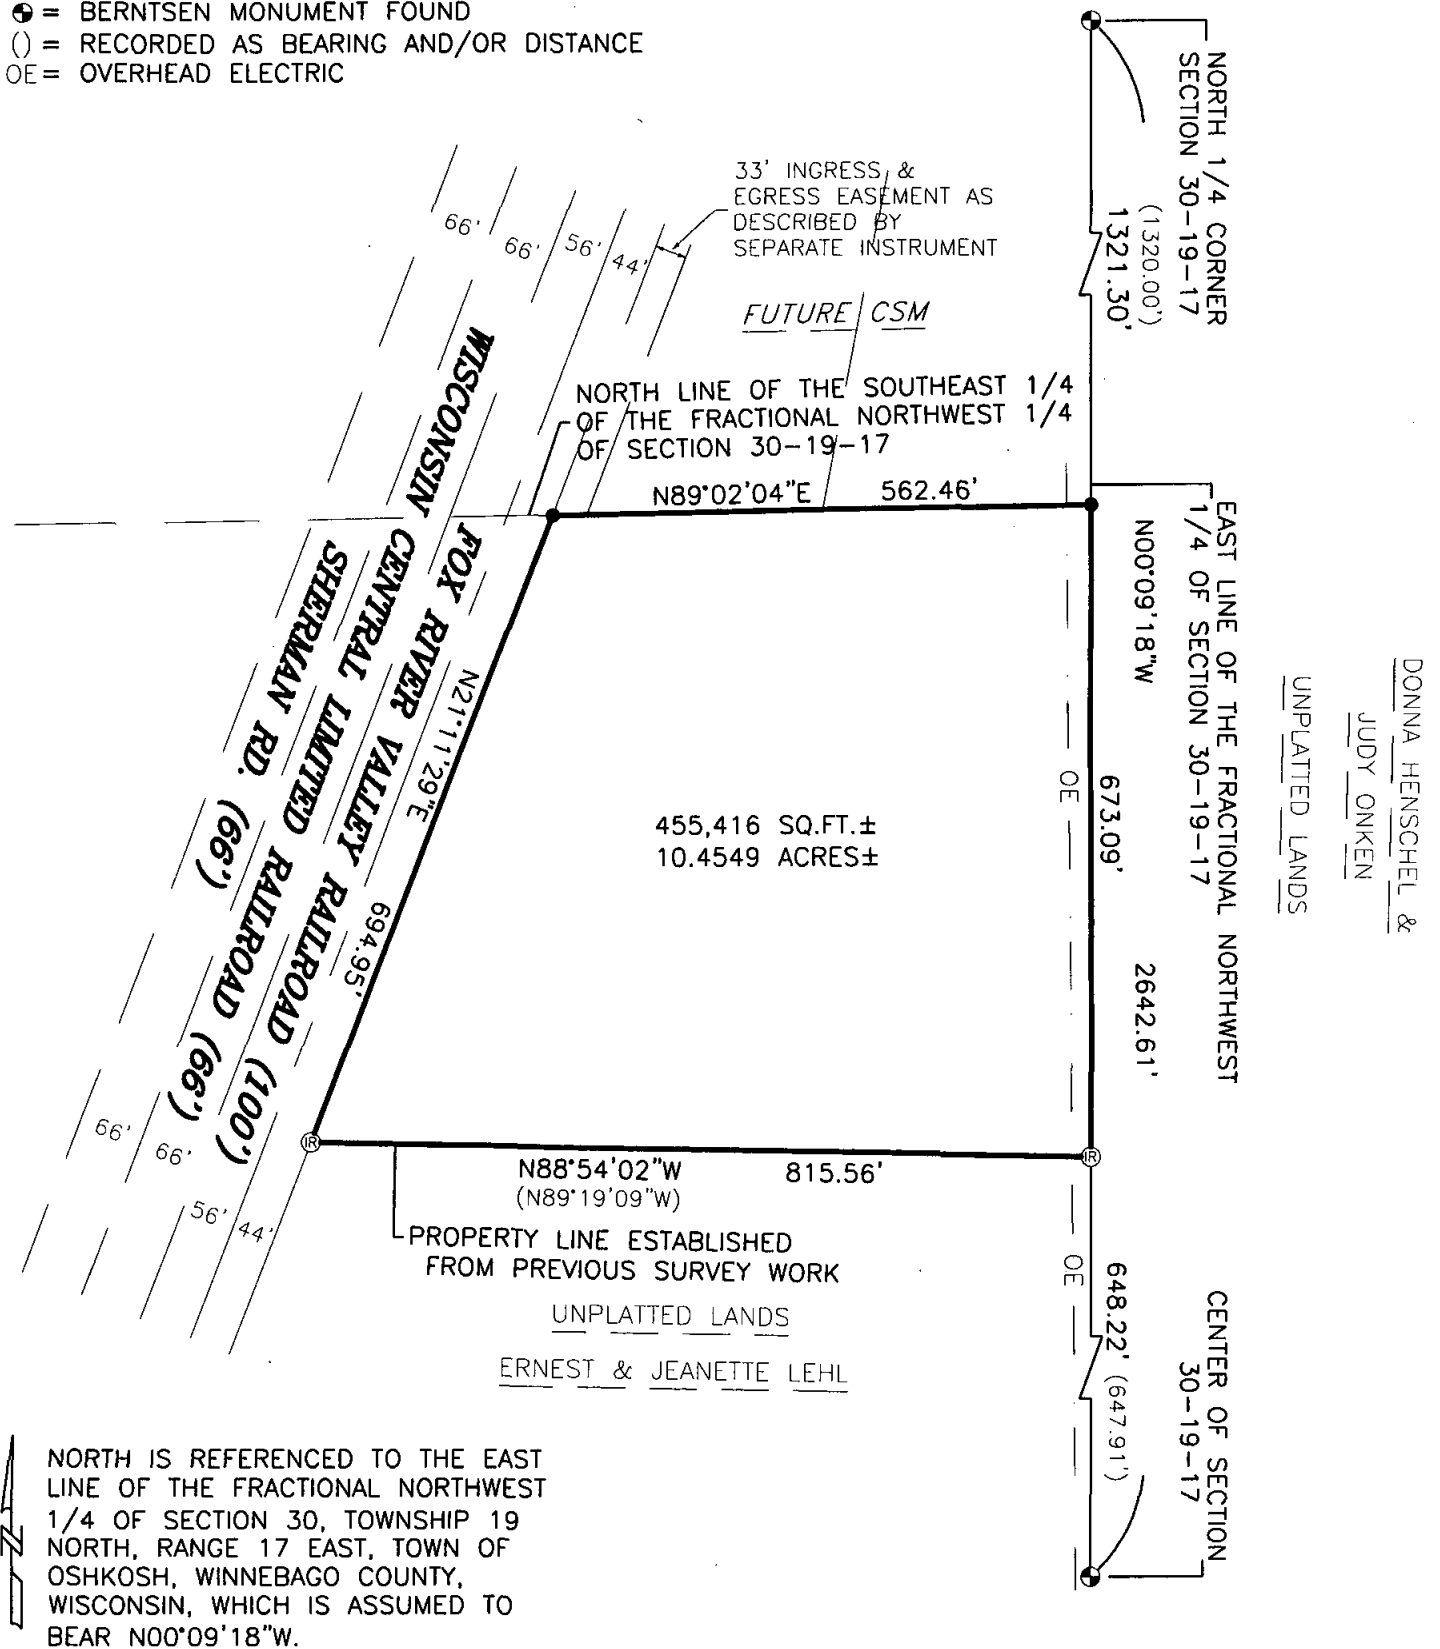 = BERNTSEN MONUMENT FOUND
() = RECORDED AS BEARING AND/OR DISTANCE
OE= OVERHEAD ELECTRIC
NORTH 1/4 CORNER
SECTION 30-19-17
(1320.00')
1321.30'
33' INGRESS &
EGRESS EASEMENT AS
DESCRIBED BY
SEPARATE INSTRUMENT
66'
66'
56'
44'
FUTURE CSM
NORTH LINE OF THE SOUTHEAST 1/4
OF THE FRACTIONAL NORTHWEST 1/4
OF SECTION 30-19-17
N89°02'04"E 562.46'
WISCONSIN CENTRAL LIMITED RAILROAD (66')
FOX RIVER VALLEY RAILROAD (100')
SHERMAN RD. (66')
N21°11'29"E 694.95'
455,416 SQ.FT.±
10.4549 ACRES±
OE
673.09'
N00°09'18"W 2642.61'
EAST LINE OF THE FRACTIONAL NORTHWEST
1/4 OF SECTION 30-19-17
DONNA HENSCHEL &
JUDY ONKEN
UNPLATTED LANDS
66'
66'
56'
44'
IR
IR
N88°54'02"W 815.56'
(N89°19'09"W)
PROPERTY LINE ESTABLISHED
FROM PREVIOUS SURVEY WORK
UNPLATTED LANDS
ERNEST & JEANETTE LEHL
OE
648.22' (647.91')
CENTER OF SECTION
30-19-17
N
NORTH IS REFERENCED TO THE EAST
LINE OF THE FRACTIONAL NORTHWEST
1/4 OF SECTION 30, TOWNSHIP 19
NORTH, RANGE 17 EAST, TOWN OF
OSHKOSH, WINNEBAGO COUNTY,
WISCONSIN, WHICH IS ASSUMED TO
BEAR N00°09'18"W.